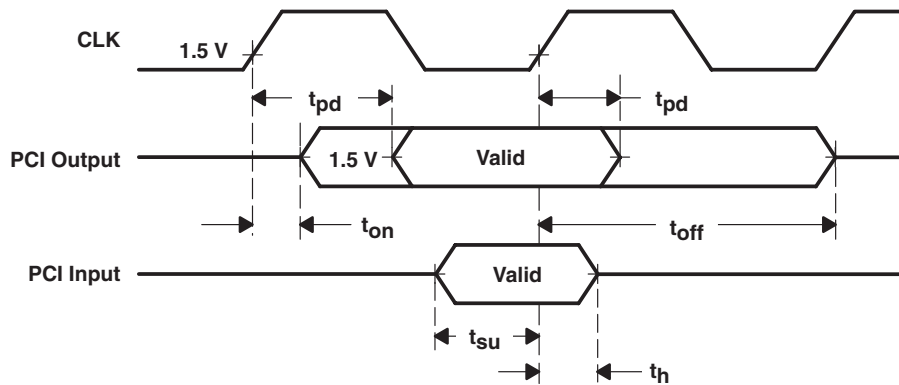 CLK
1.5 V
tpd
tpd
PCI Output
1.5 V
Valid
ton
toff
PCI Input
Valid
tsu
th